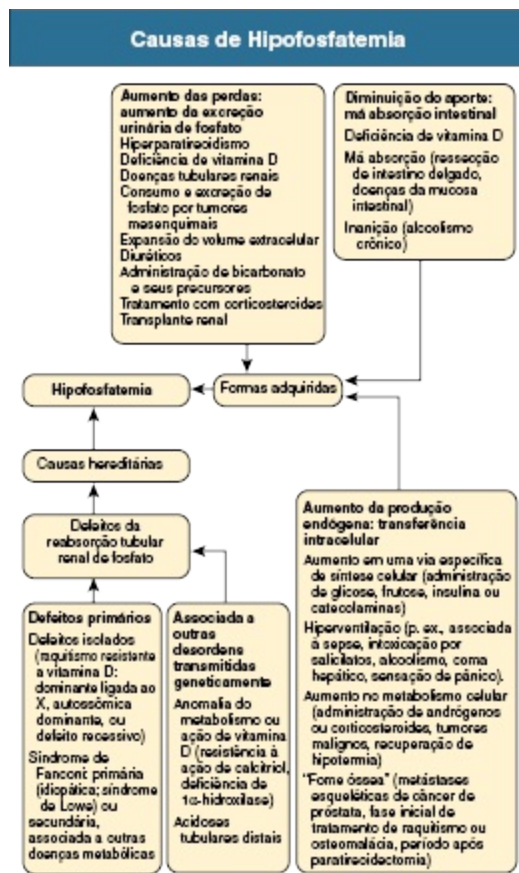 Causas de Hipofosfatemia
Aumento das perdas:
aumento da excreção
urinária de fosfato
Hiperparatireoidismo
Deficiência de vitamina D
Doenças tubulares renais
Consumo e excreção de
fosfato por tumores
mesenquimais
Expansão do volume extracelular
Diuréticos
Administração de bicarbonato
e seus precursores
Tratamento com corticosteroides
Transplante renal
Diminuição do aporte:
má absorção intestinal
Deficiência de vitamina D
Má absorção (ressecção
de intestino delgado,
doenças da mucosa
intestinal)
Inanição (alcoolismo
crônico)
Hipofosfatemia
Formas adquiridas
Causas hereditárias
Defeitos da
reabsorção tubular
renal de fosfato
Defeitos primários
Defeitos isolados
(raquitismo resistente
a vitamina D:
dominante ligada ao
X, autossômica
dominante, ou
defeito recessivo)
Síndrome de
Fanconi: primária
(idiopática; síndrome
de Lowe) ou
secundária,
associada a outras
doenças metabólicas
Associada a
outras
desordens
transmitidas
geneticamente
Anomalia do
metabolismo ou
ação de vitamina
D (resistência à
ação de calcitriol,
deficiência de
1α-hidroxilase)
Acidoses
tubulares distais
Aumento da produção
endógena: transferência
intracelular
Aumento em uma via específica
de síntese celular (administração
de glicose, frutose, insulina ou
catecolaminas)
Hiperventilação (p. ex., associada
à sepse, intoxicação por
salicilatos, alcoolismo, coma
hepático, sensação de pânico).
Aumento no metabolismo celular
(administração de andrógenos
ou corticosteroides, tumores
malignos, recuperação de
hipotermia)
"Fome óssea" (metástases
esqueléticas de câncer de
próstata, fase inicial de
tratamento de raquitismo ou
osteomalácia, período após
paratireoidectomia)